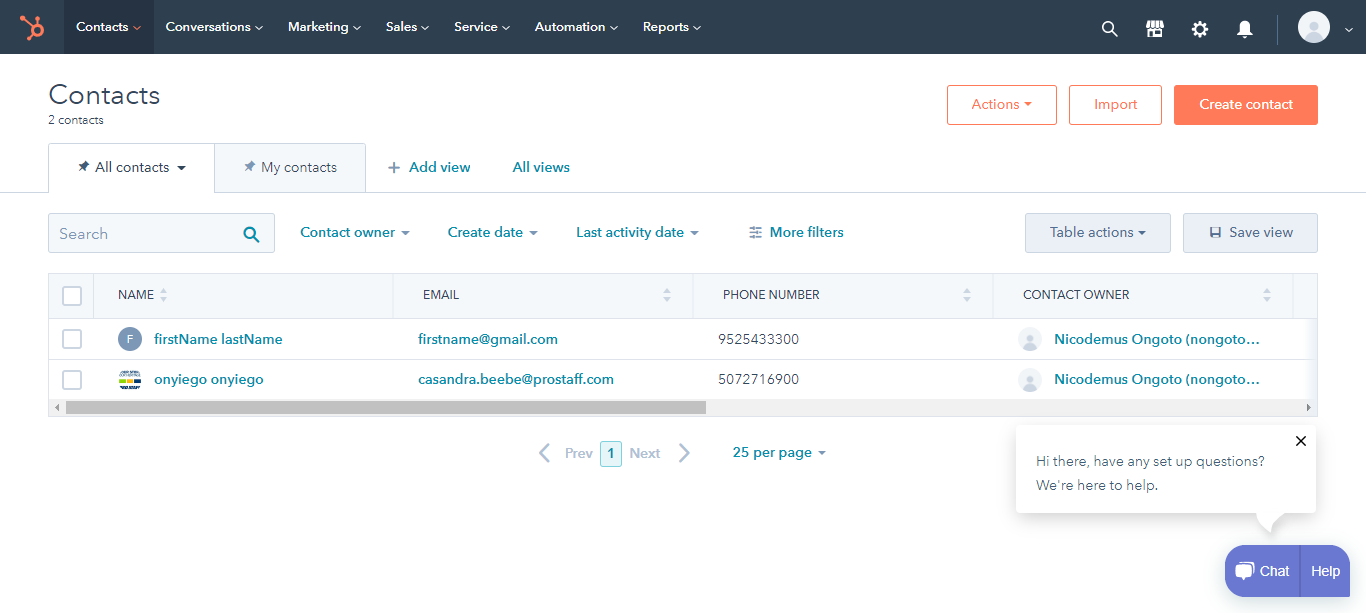 Contacts Conversations Marketing Sales Service Automation Reports
Contacts
2 contacts
Actions Import Create contact
All contacts My contacts Add view All views
Search Contact owner Create date Last activity date More filters Table actions Save view
NAME EMAIL PHONE NUMBER CONTACT OWNER
F firstName lastName firstname@gmail.com 9525433300 Nicodemus Ongoto (nongoto...
onyiego onyiego casandra.beebe@prostaff.com 5072716900 Nicodemus Ongoto (nongoto...
Prev 1 Next 25 per page
Hi there, have any set up questions?
We're here to help.
Chat Help